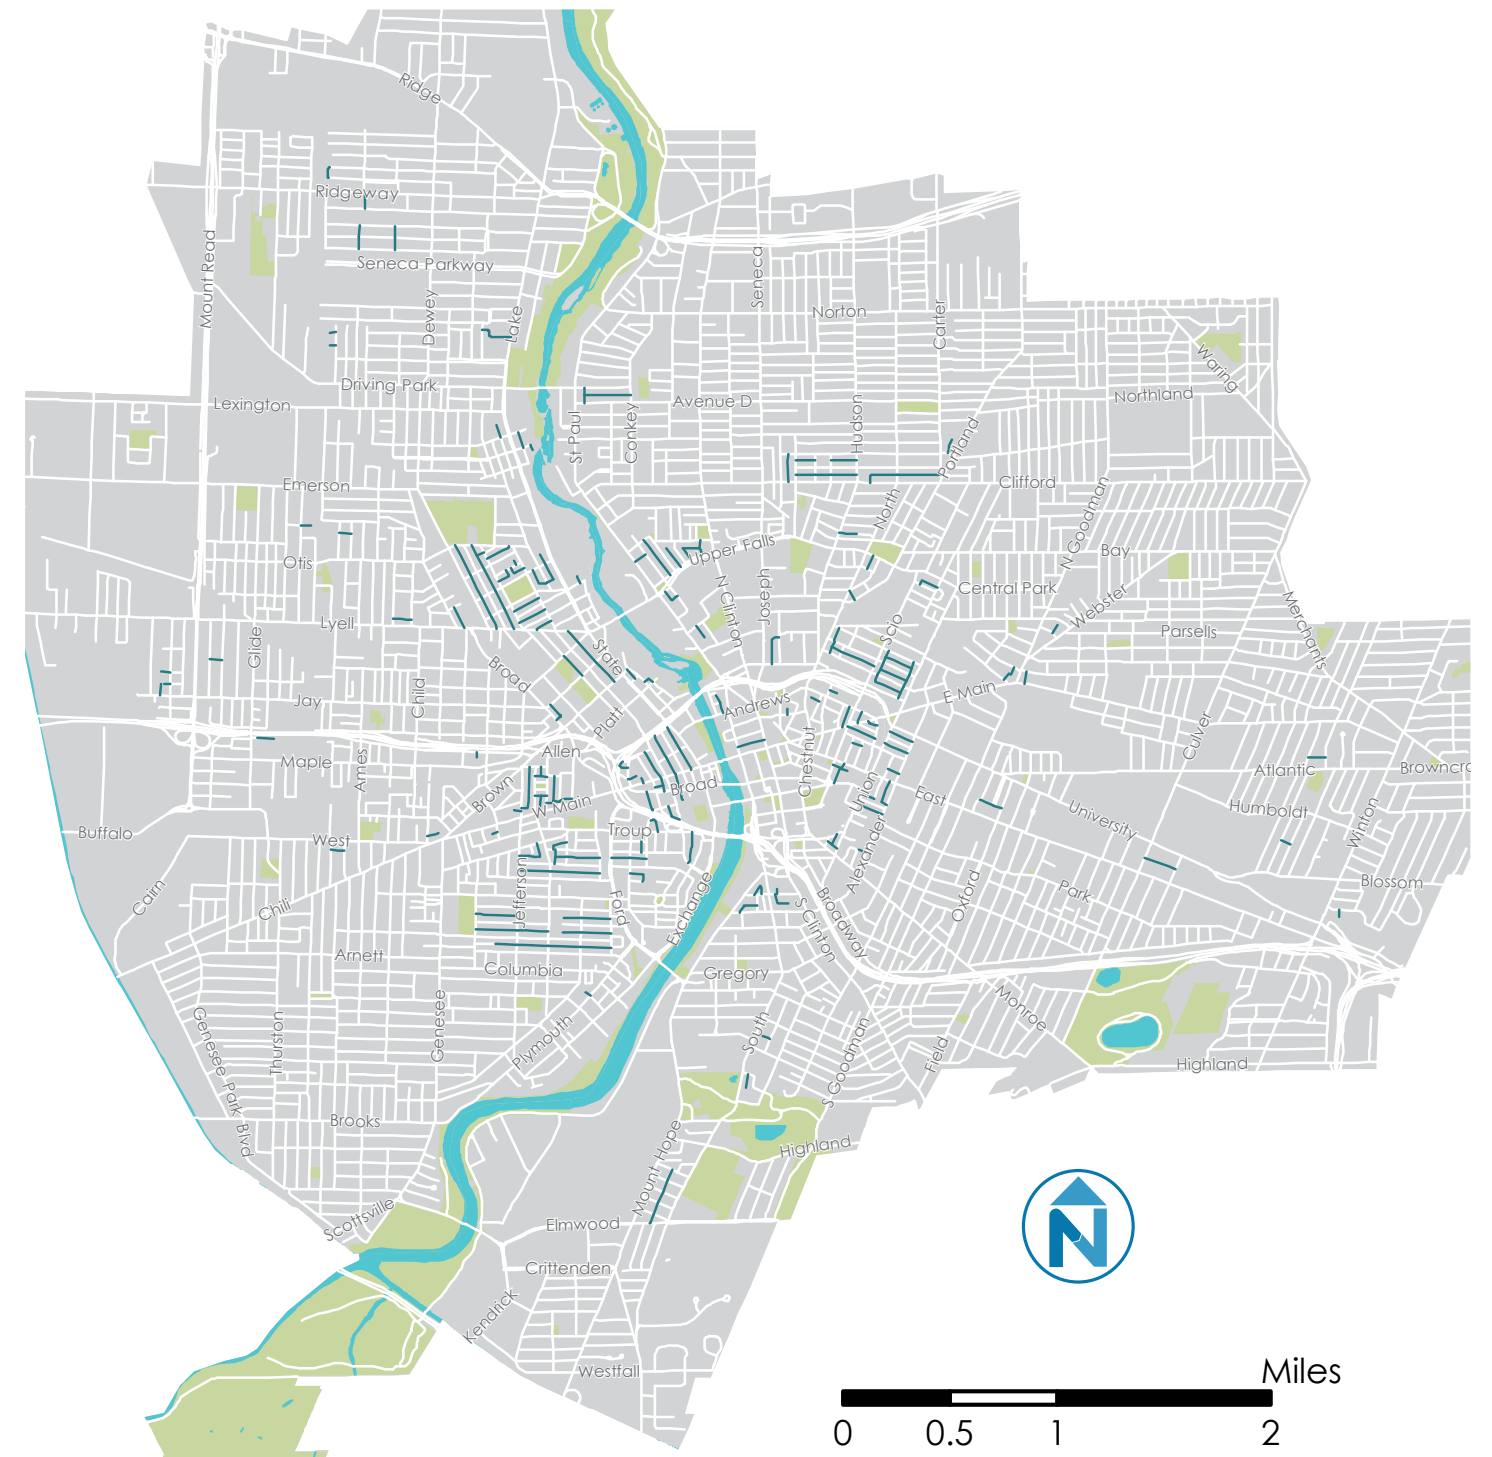 Ridge
Ridgeway
Mount Read
Seneca Parkway
Seneca
Dewey
Lake
Norton
Carter
Waring
Driving Park
Lexington
Avenue D
Northland
St Paul
Conkey
Hudson
Portland
Emerson
Clifford
North
N Goodman
Otis
Upper Falls
Bay
N Clinton
Joseph
Central Park
Webster
Merchants
Lyell
Scio
Parsells
Glide
State
Broad
Child
Jay
E Main
Andrews
Platt
Culver
Allen
Chestnut
Maple
Ames
Atlantic
Browncro
Brown
W Main
Broad
Union
East
University
Humboldt
Winton
Buffalo
West
Troup
Alexander
Cairn
Chili
Jefferson
Ford
Exchange
S Clinton
Broadway
Oxford
Park
Blossom
Arnett
Columbia
Gregory
Genesee Park Blvd
Thurston
Genesee
Plymouth
South
S Goodman
Field
Monroe
Highland
Brooks
Mount Hope
Highland
Scottsville
Elmwood
Crittenden
Kendrick
Westfall
N
Miles
0 0.5 1 2